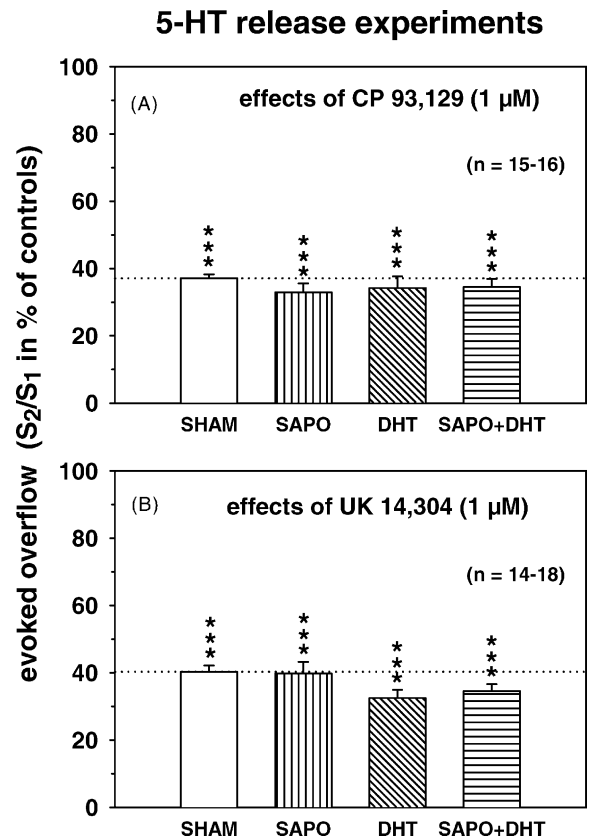 5-HT release experiments
evoked overflow (S2/S1 in % of controls)
(A)
effects of CP 93,129 (1 µM)
(n = 15-16)
100
80
60
40
20
0
***
***
***
***
SHAM SAPO DHT SAPO+DHT
(B)
effects of UK 14,304 (1 µM)
(n = 14-18)
100
80
60
40
20
0
***
***
***
***
SHAM SAPO DHT SAPO+DHT